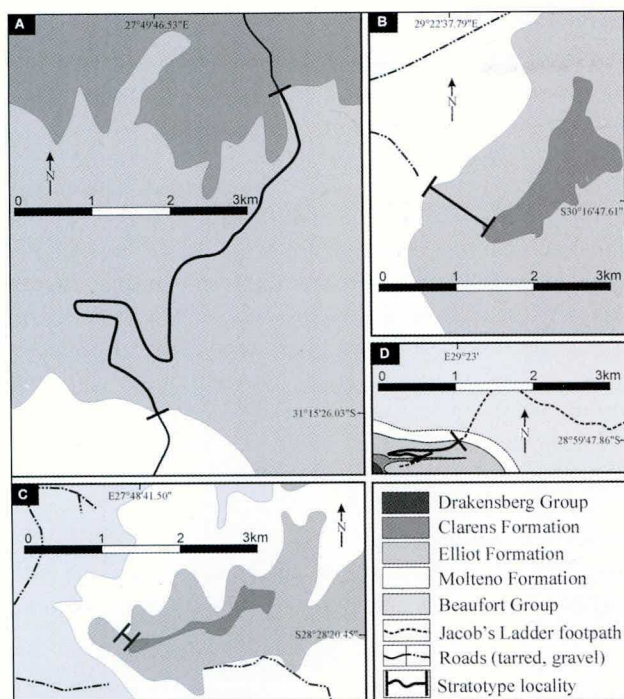 A
27°49'46.53"E
N
0 1 2 3km
31°15'26.03"S
B
29°22'37.79"E
N
S30°16'47.61"
0 1 2 3km
D
E29°23'
0 1 2 3km
N
28°59'47.86"S
C
E27°48'41.50"
N
0 1 2 3km
S28°28'20.45"
Drakensberg Group
Clarens Formation
Elliot Formation
Molteno Formation
Beaufort Group
Jacob's Ladder footpath
Roads (tarred, gravel)
Stratotype locality